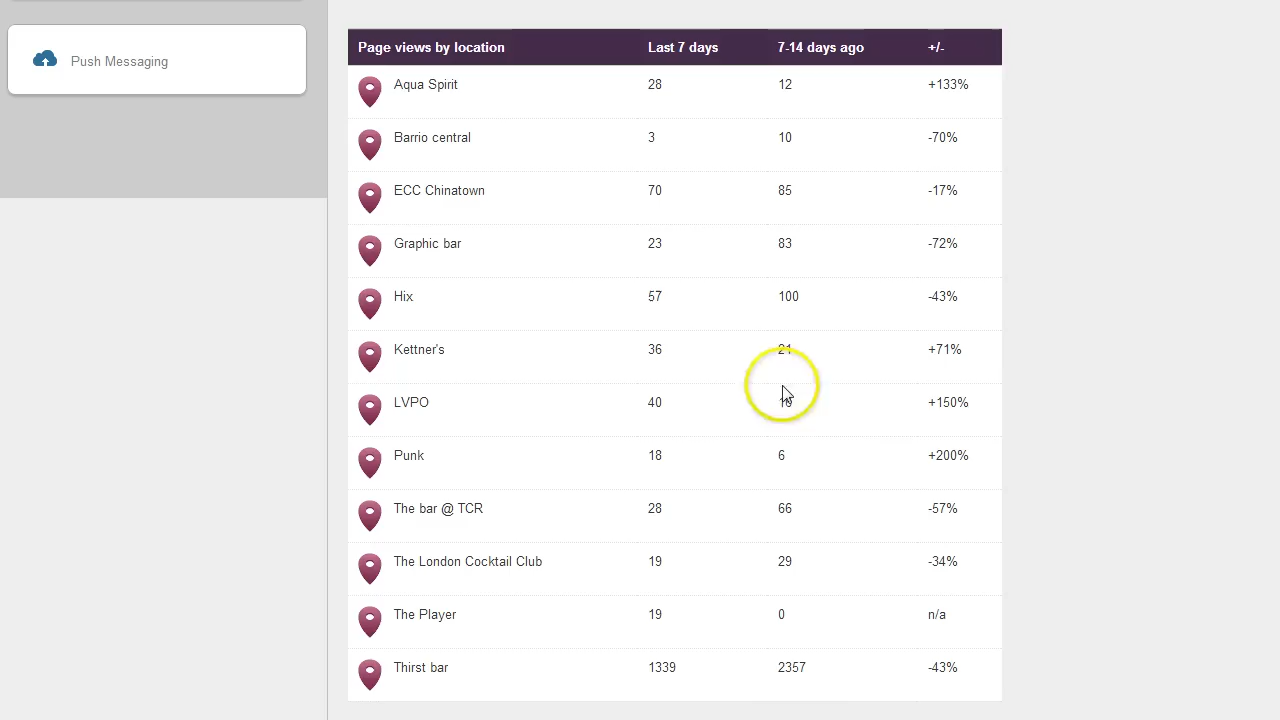 Push Messaging
Page views by location Last 7 days 7-14 days ago +/-
Aqua Spirit 28 12 +133%
Barrio central 3 10 -70%
ECC Chinatown 70 85 -17%
Graphic bar 23 83 -72%
Hix 57 100 -43%
Kettner's 36 21 +71%
LVPO 40 16 +150%
Punk 18 6 +200%
The bar @ TCR 28 66 -57%
The London Cocktail Club 19 29 -34%
The Player 19 0 n/a
Thirst bar 1339 2357 -43%